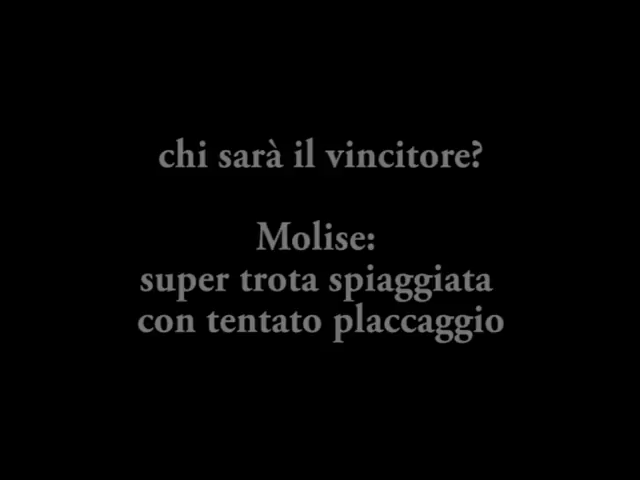 chi sarà il vincitore?
Molise:
super trota spiaggiata
con tentato placcaggio